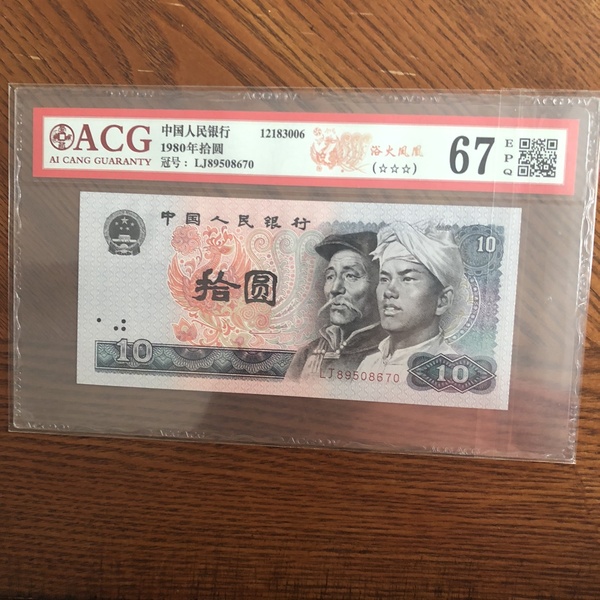 ACG
AI CANG GUARANTY
中国人民银行 12183006
1980年拾圆
冠号: LJ89508670
浴火凤凰
(☆☆☆)
67
EPQ
中国人民银行
10
拾圆
10
LJ89508670
10